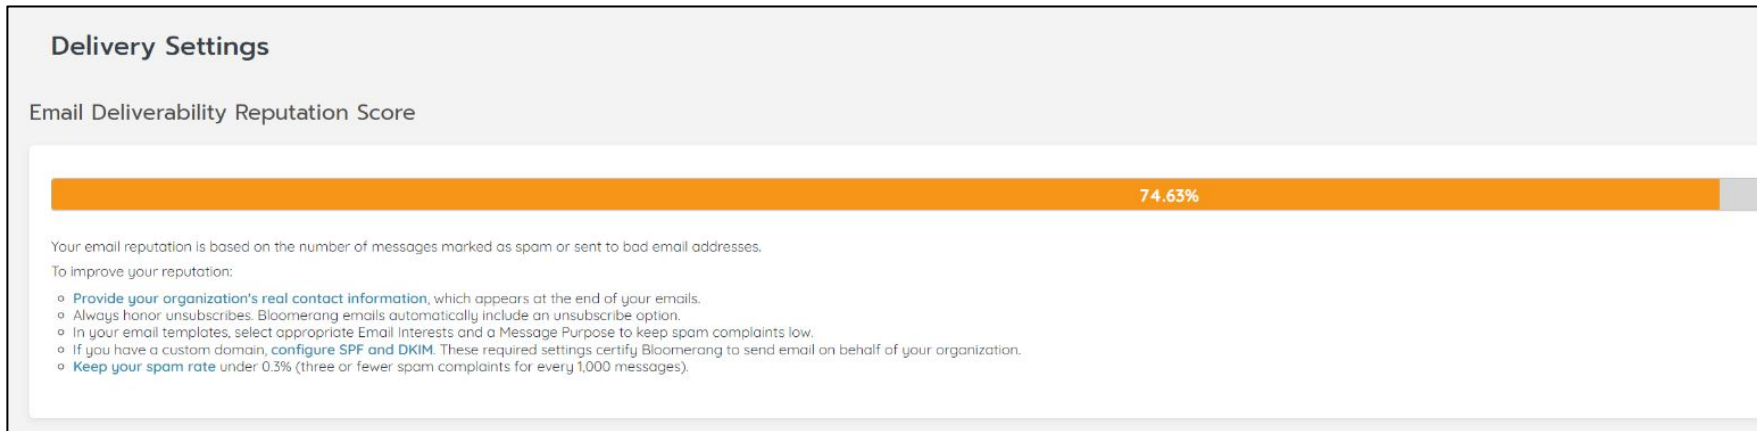 Delivery Settings
Email Deliverability Reputation Score
74.63%
Your email reputation is based on the number of messages marked as spam or sent to bad email addresses.
To improve your reputation:
Provide your organization's real contact information, which appears at the end of your emails.
Always honor unsubscribes. Bloomerang emails automatically include an unsubscribe option.
In your email templates, select appropriate Email Interests and a Message Purpose to keep spam complaints low.
If you have a custom domain, configure SPF and DKIM. These required settings certify Bloomerang to send email on behalf of your organization.
Keep your spam rate under 0.3% (three or fewer spam complaints for every 1,000 messages).